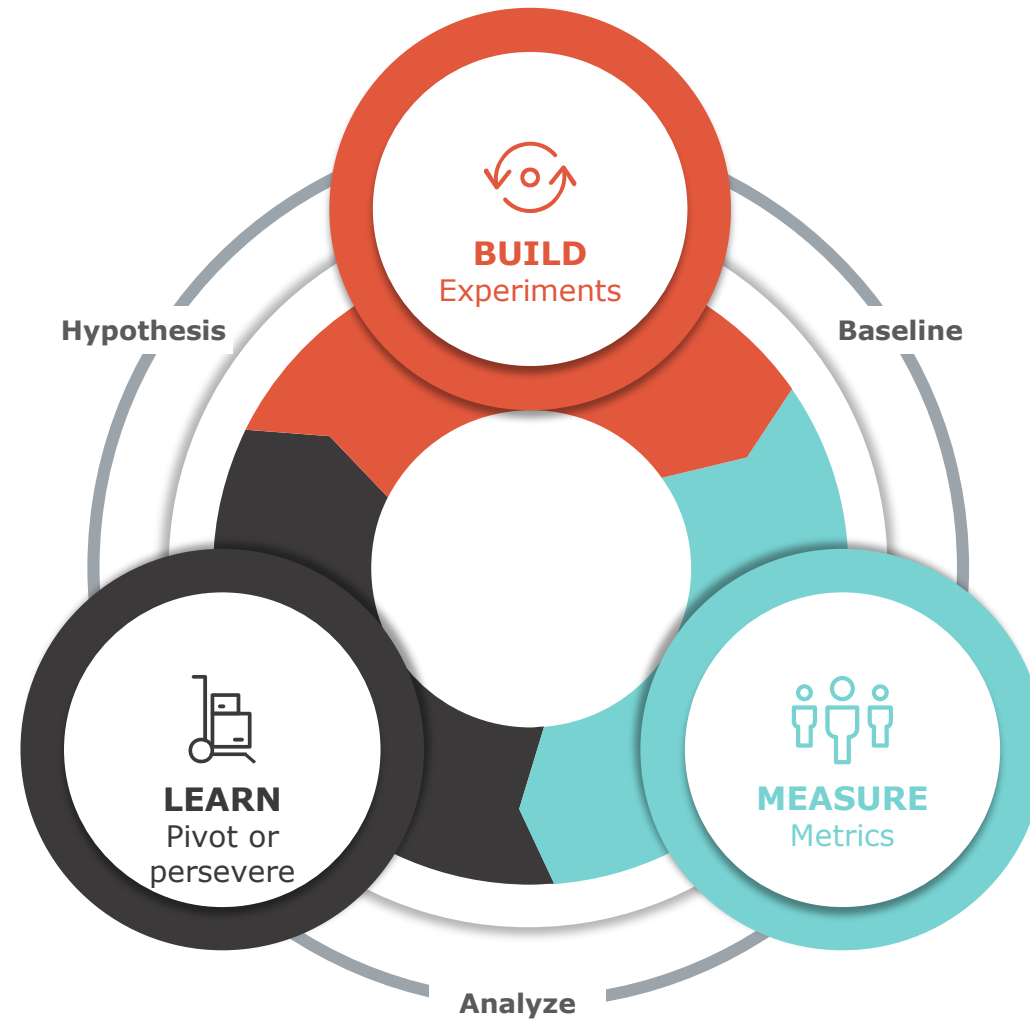 BUILD
Experiments
Hypothesis
Baseline
LEARN
Pivot or
persevere
MEASURE
Metrics
Analyze